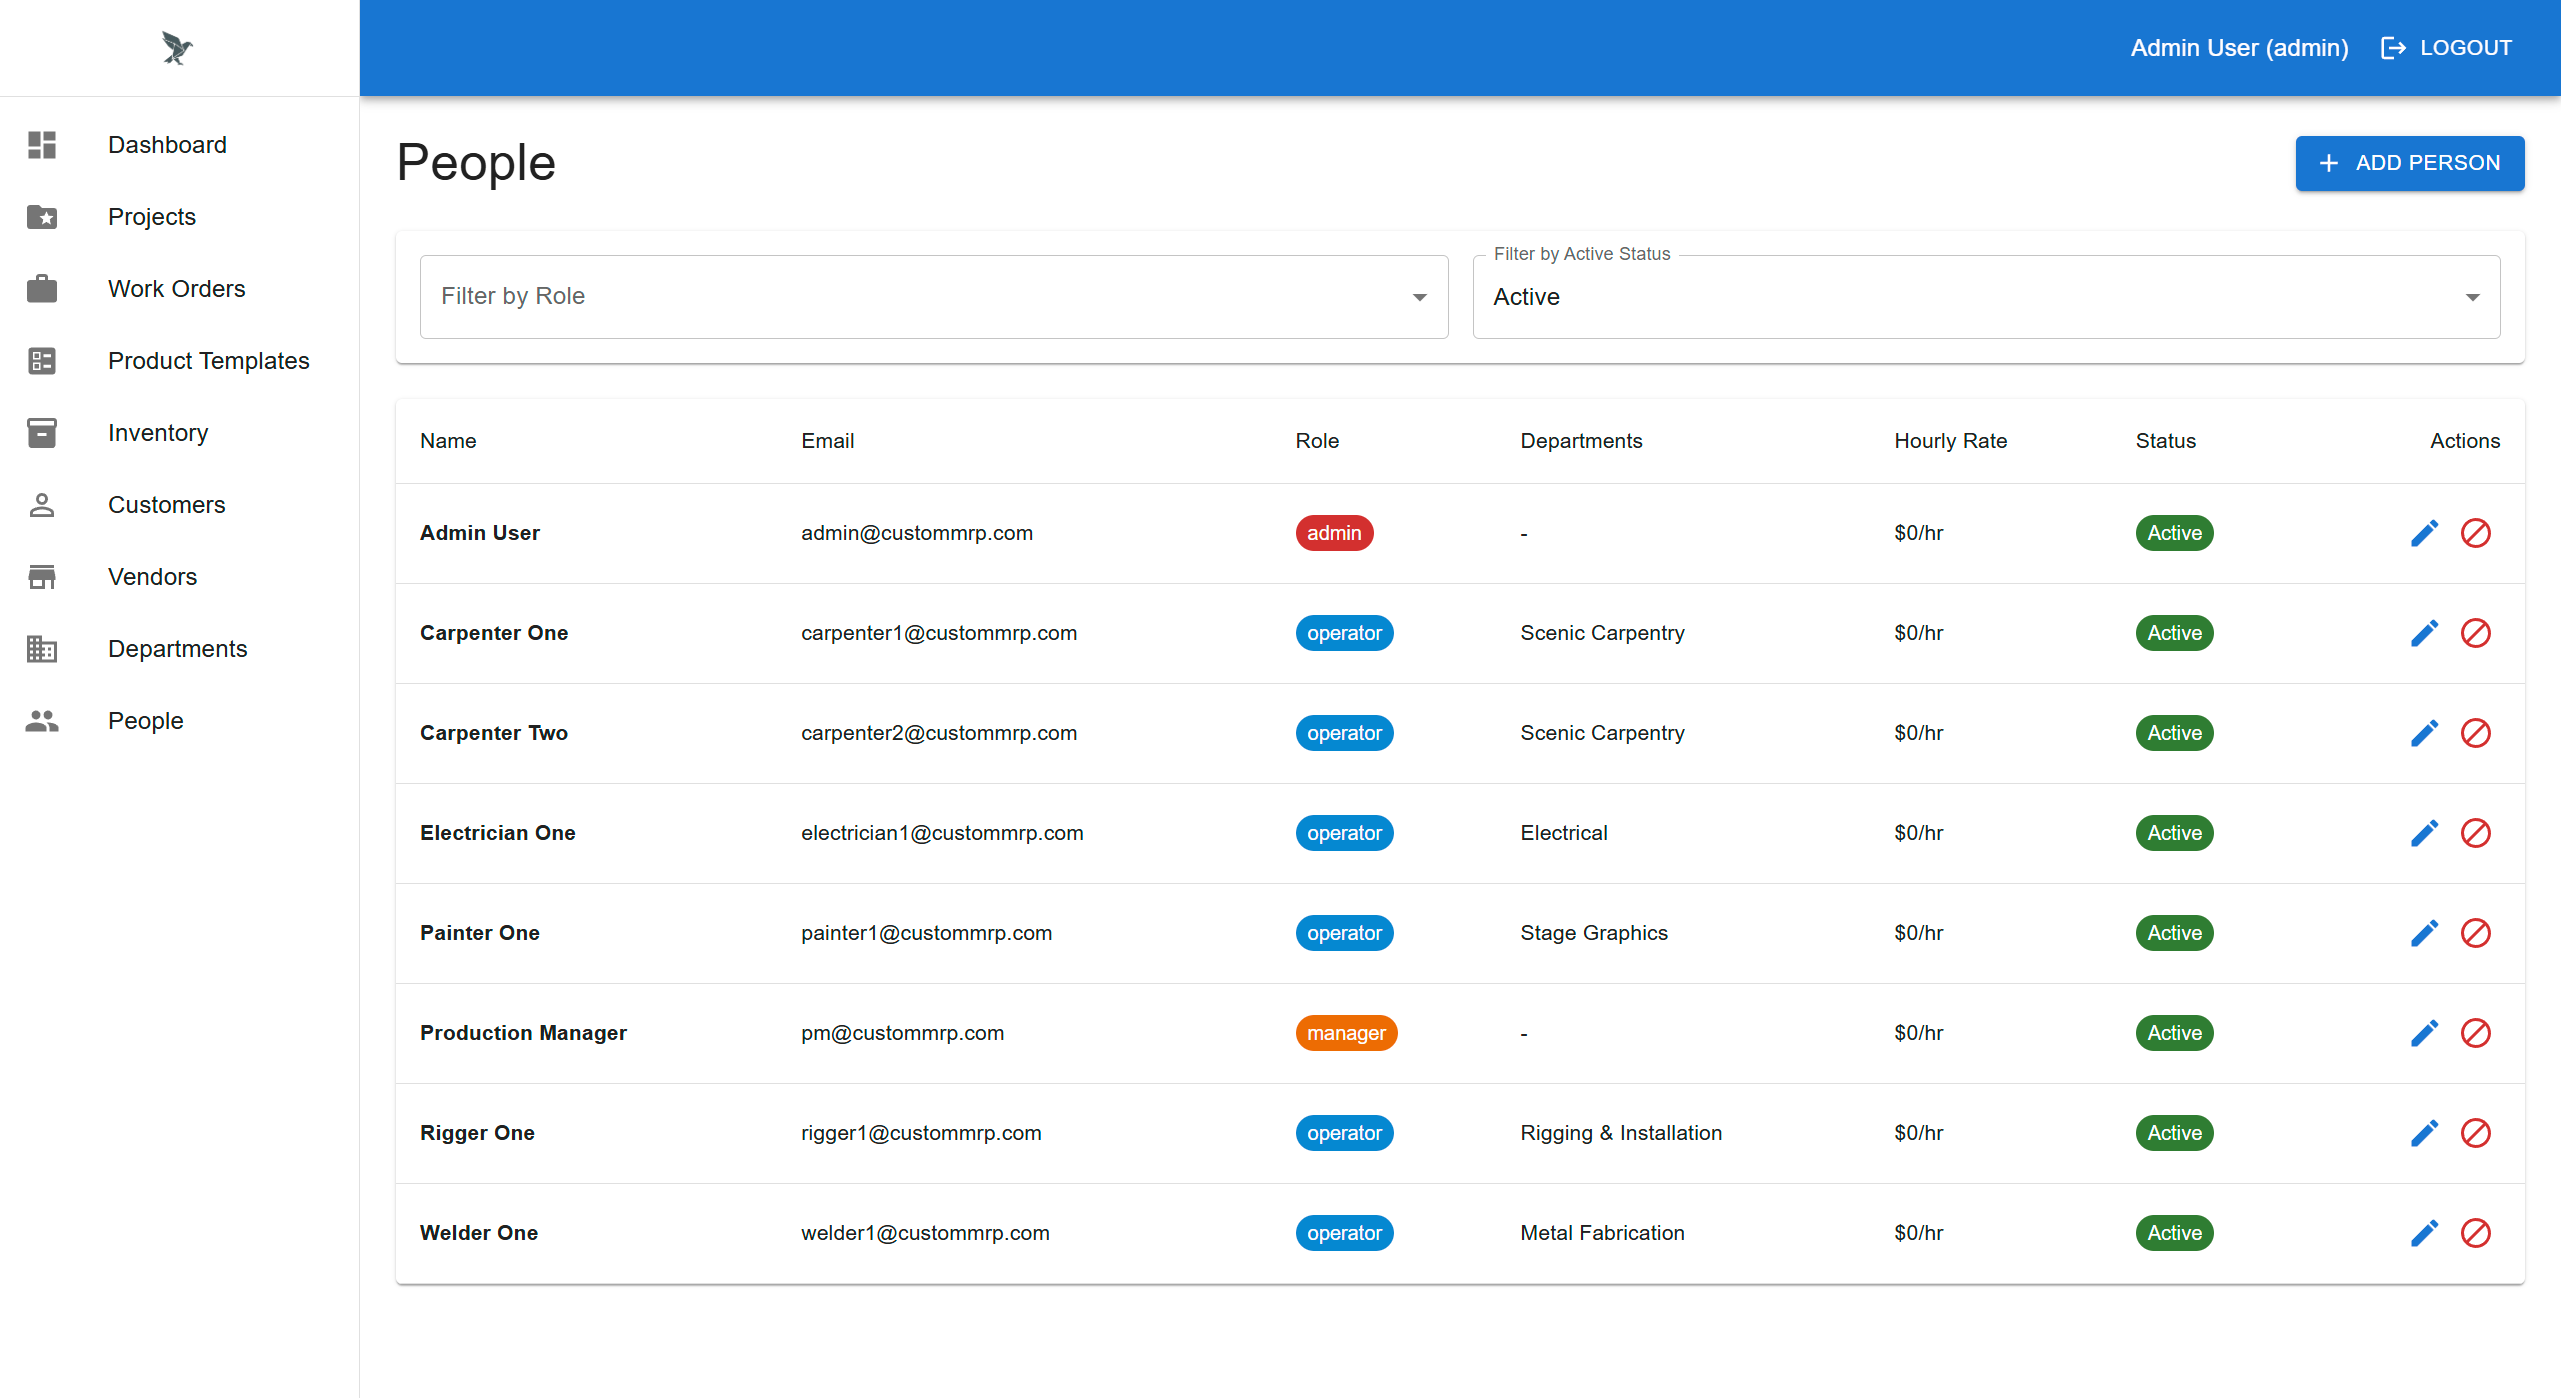 Admin User (admin) LOGOUT
Dashboard
Projects
Work Orders
Product Templates
Inventory
Customers
Vendors
Departments
People
People
ADD PERSON
Filter by Role
Filter by Active Status
Active
Name Email Role Departments Hourly Rate Status Actions
Admin User admin@custommrp.com admin - $0/hr Active
Carpenter One carpenter1@custommrp.com operator Scenic Carpentry $0/hr Active
Carpenter Two carpenter2@custommrp.com operator Scenic Carpentry $0/hr Active
Electrician One electrician1@custommrp.com operator Electrical $0/hr Active
Painter One painter1@custommrp.com operator Stage Graphics $0/hr Active
Production Manager pm@custommrp.com manager - $0/hr Active
Rigger One rigger1@custommrp.com operator Rigging & Installation $0/hr Active
Welder One welder1@custommrp.com operator Metal Fabrication $0/hr Active